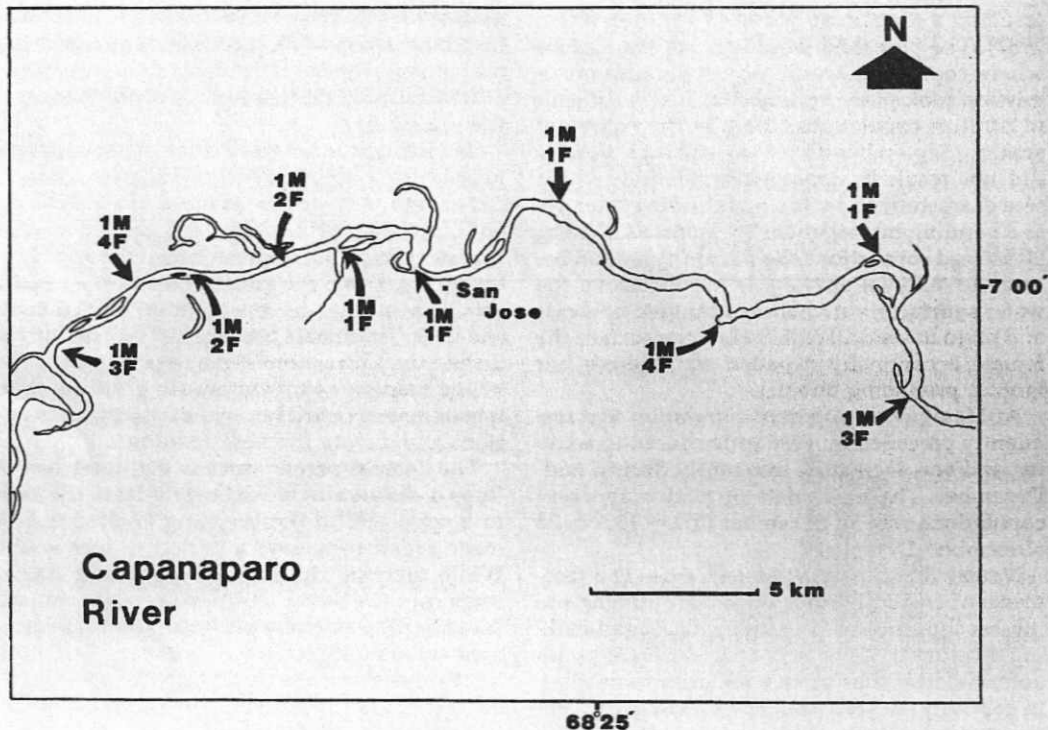 N
1M
1F
1M
2F
1M
4F
1M
1F
-7°00'
San
Jose
1M
1F
1M
1F
1M
2F
1M
3F
1M
4F
1M
3F
Capanaparo
River
5 km
68°25'